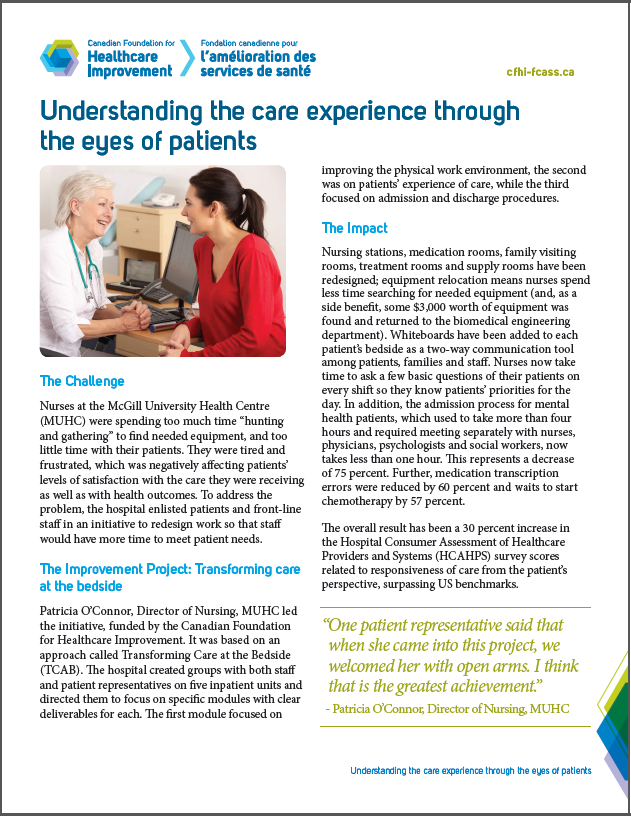 Canadian Foundation for
Healthcare
Improvement
Fondation canadienne pour
l'amélioration des
services de santé
cfhi-fcass.ca
Understanding the care experience through
the eyes of patients
The Challenge
Nurses at the McGill University Health Centre
(MUHC) were spending too much time “hunting
and gathering” to find needed equipment, and too
little time with their patients. They were tired and
frustrated, which was negatively affecting patients’
levels of satisfaction with the care they were receiving
as well as with health outcomes. To address the
problem, the hospital enlisted patients and front-line
staff in an initiative to redesign work so that staff
would have more time to meet patient needs.
The Improvement Project: Transforming care
at the bedside
Patricia O’Connor, Director of Nursing, MUHC led
the initiative, funded by the Canadian Foundation
for Healthcare Improvement. It was based on an
approach called Transforming Care at the Bedside
(TCAB). The hospital created groups with both staff
and patient representatives on five inpatient units and
directed them to focus on specific modules with clear
deliverables for each. The first module focused on
improving the physical work environment, the second
was on patients’ experience of care, while the third
focused on admission and discharge procedures.
The Impact
Nursing stations, medication rooms, family visiting
rooms, treatment rooms and supply rooms have been
redesigned; equipment relocation means nurses spend
less time searching for needed equipment (and, as a
side benefit, some $3,000 worth of equipment was
found and returned to the biomedical engineering
department). Whiteboards have been added to each
patient’s bedside as a two-way communication tool
among patients, families and staff. Nurses now take
time to ask a few basic questions of their patients on
every shift so they know patients’ priorities for the
day. In addition, the admission process for mental
health patients, which used to take more than four
hours and required meeting separately with nurses,
physicians, psychologists and social workers, now
takes less than one hour. This represents a decrease
of 75 percent. Further, medication transcription
errors were reduced by 60 percent and waits to start
chemotherapy by 57 percent.
The overall result has been a 30 percent increase in
the Hospital Consumer Assessment of Healthcare
Providers and Systems (HCAHPS) survey scores
related to responsiveness of care from the patient’s
perspective, surpassing US benchmarks.
“One patient representative said that
when she came into this project, we
welcomed her with open arms. I think
that is the greatest achievement.”
- Patricia O’Connor, Director of Nursing, MUHC
Understanding the care experience through the eyes of patients